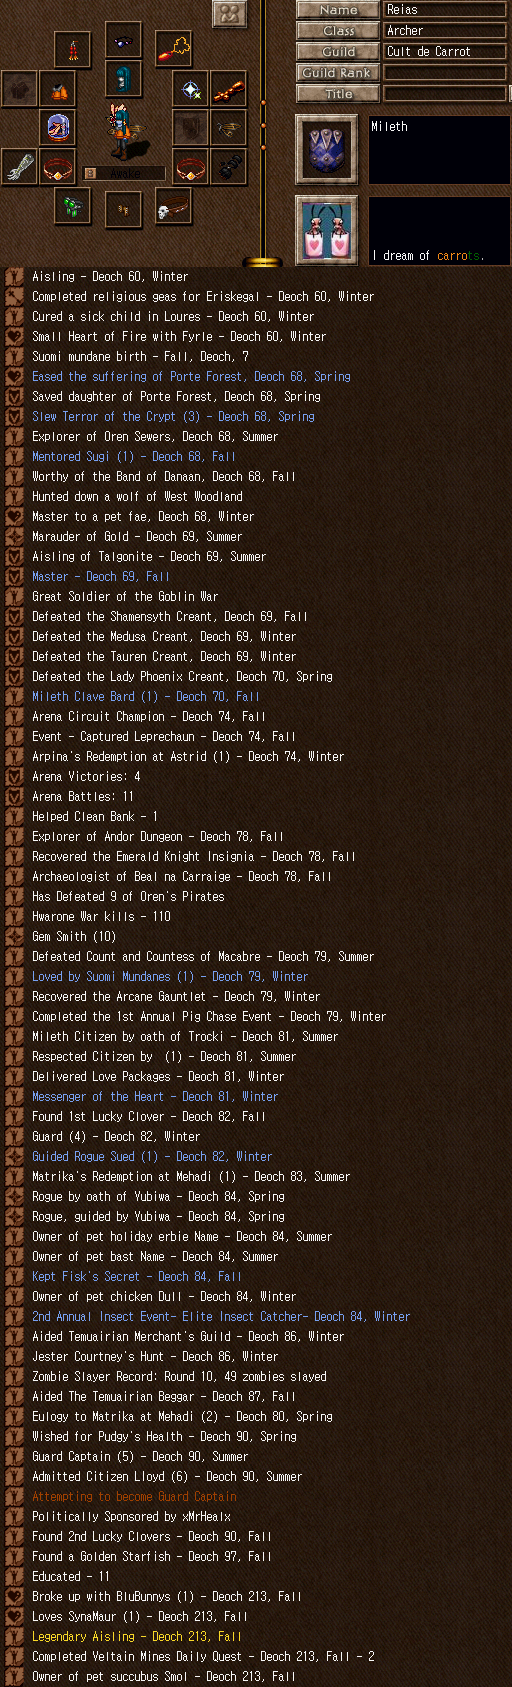 Name
Reias
Class
Archer
Guild
Cult de Carrot
Guild Rank
Title
Mileth
Awake
I dream of carrots.
Aisling - Deoch 60, Winter
Completed religious geas for Eriskegal - Deoch 60, Winter
Cured a sick child in Loures - Deoch 60, Winter
Small Heart of Fire with Fyrle - Deoch 60, Winter
Suomi mundane birth - Fall, Deoch, 7
Eased the suffering of Porte Forest, Deoch 68, Spring
Saved daughter of Porte Forest, Deoch 68, Spring
Slew Terror of the Crypt (3) - Deoch 68, Spring
Explorer of Oren Sewers, Deoch 68, Summer
Mentored Sugi (1) - Deoch 68, Fall
Worthy of the Band of Danaan, Deoch 68, Fall
Hunted down a wolf of West Woodland
Master to a pet fae, Deoch 68, Winter
Marauder of Gold - Deoch 69, Summer
Aisling of Talgonite - Deoch 69, Summer
Master - Deoch 69, Fall
Great Soldier of the Goblin War
Defeated the Shamensyth Creant, Deoch 69, Fall
Defeated the Medusa Creant, Deoch 69, Winter
Defeated the Tauren Creant, Deoch 69, Winter
Defeated the Lady Phoenix Creant, Deoch 70, Spring
Mileth Clave Bard (1) - Deoch 70, Fall
Arena Circuit Champion - Deoch 74, Fall
Event - Captured Leprechaun - Deoch 74, Fall
Arpina's Redemption at Astrid (1) - Deoch 74, Winter
Arena Victories: 4
Arena Battles: 11
Helped Clean Bank - 1
Explorer of Andor Dungeon - Deoch 78, Fall
Recovered the Emerald Knight Insignia - Deoch 78, Fall
Archaeologist of Beal na Carraige - Deoch 78, Fall
Has Defeated 9 of Oren's Pirates
Hwarone War kills - 110
Gem Smith (10)
Defeated Count and Countess of Macabre - Deoch 79, Summer
Loved by Suomi Mundanes (1) - Deoch 79, Winter
Recovered the Arcane Gauntlet - Deoch 79, Winter
Completed the 1st Annual Pig Chase Event - Deoch 79, Winter
Mileth Citizen by oath of Trocki - Deoch 81, Summer
Respected Citizen by  (1) - Deoch 81, Summer
Delivered Love Packages - Deoch 81, Winter
Messenger of the Heart - Deoch 81, Winter
Found 1st Lucky Clover - Deoch 82, Fall
Guard (4) - Deoch 82, Winter
Guided Rogue Sued (1) - Deoch 82, Winter
Matrika's Redemption at Mehadi (1) - Deoch 83, Summer
Rogue by oath of Yubiwa - Deoch 84, Spring
Rogue, guided by Yubiwa - Deoch 84, Spring
Owner of pet holiday erbie Name - Deoch 84, Summer
Owner of pet bast Name - Deoch 84, Summer
Kept Fisk's Secret - Deoch 84, Fall
Owner of pet chicken Dull - Deoch 84, Winter
2nd Annual Insect Event- Elite Insect Catcher- Deoch 84, Winter
Aided Temuairian Merchant's Guild - Deoch 86, Winter
Jester Courtney's Hunt - Deoch 86, Winter
Zombie Slayer Record: Round 10, 49 zombies slayed
Aided The Temuairian Beggar - Deoch 87, Fall
Eulogy to Matrika at Mehadi (2) - Deoch 80, Spring
Wished for Pudgy's Health - Deoch 90, Spring
Guard Captain (5) - Deoch 90, Summer
Admitted Citizen Lloyd (6) - Deoch 90, Summer
Attempting to become Guard Captain
Politically Sponsored by xMrHealx
Found 2nd Lucky Clovers - Deoch 90, Fall
Found a Golden Starfish - Deoch 97, Fall
Educated - 11
Broke up with BluBunnys (1) - Deoch 213, Fall
Loves SynaMaur (1) - Deoch 213, Fall
Legendary Aisling - Deoch 213, Fall
Completed Veltain Mines Daily Quest - Deoch 213, Fall - 2
Owner of pet succubus Smol - Deoch 213, Fall